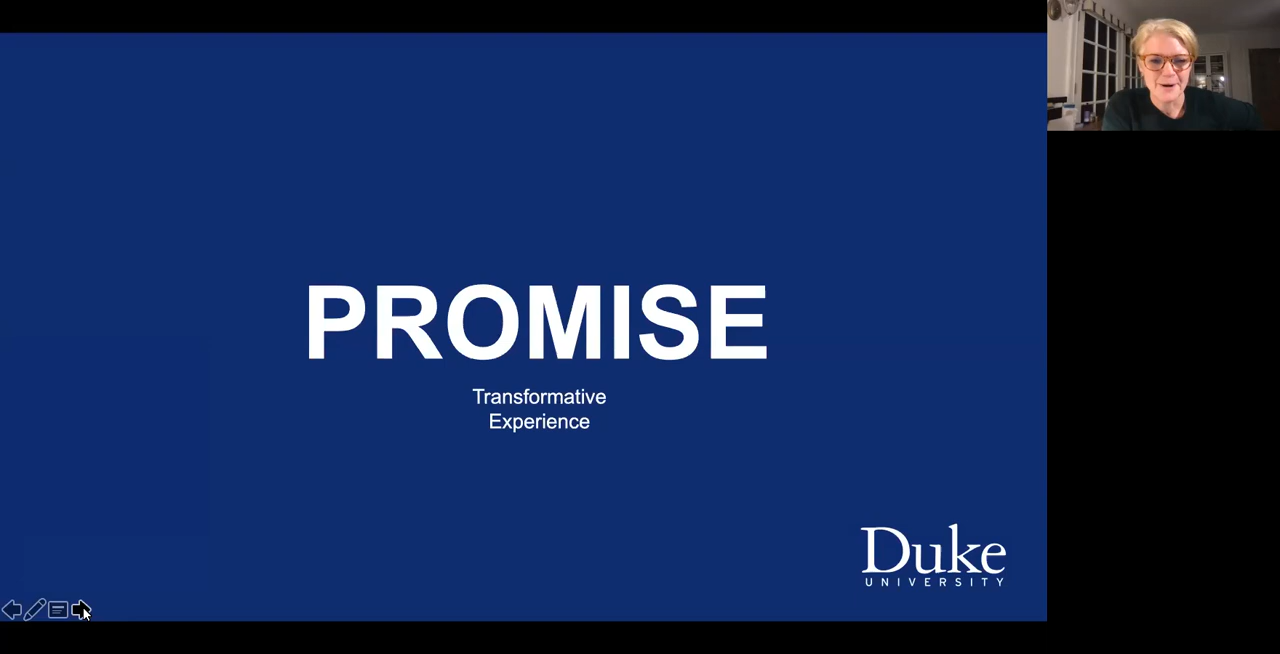 PROMISE
Transformative
Experience
Duke
UNIVERSITY